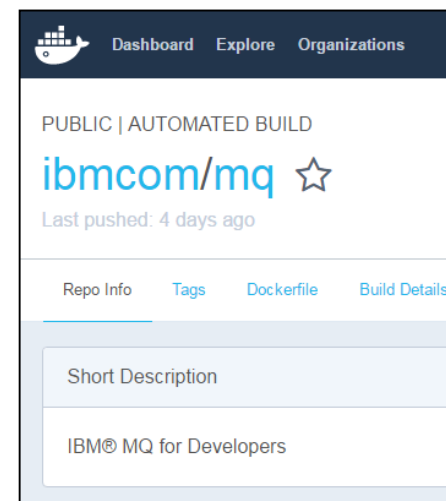 Dashboard Explore Organizations
PUBLIC | AUTOMATED BUILD
ibmcom/mq
Last pushed: 4 days ago
Repo Info Tags Dockerfile Build Details
Short Description
IBM® MQ for Developers